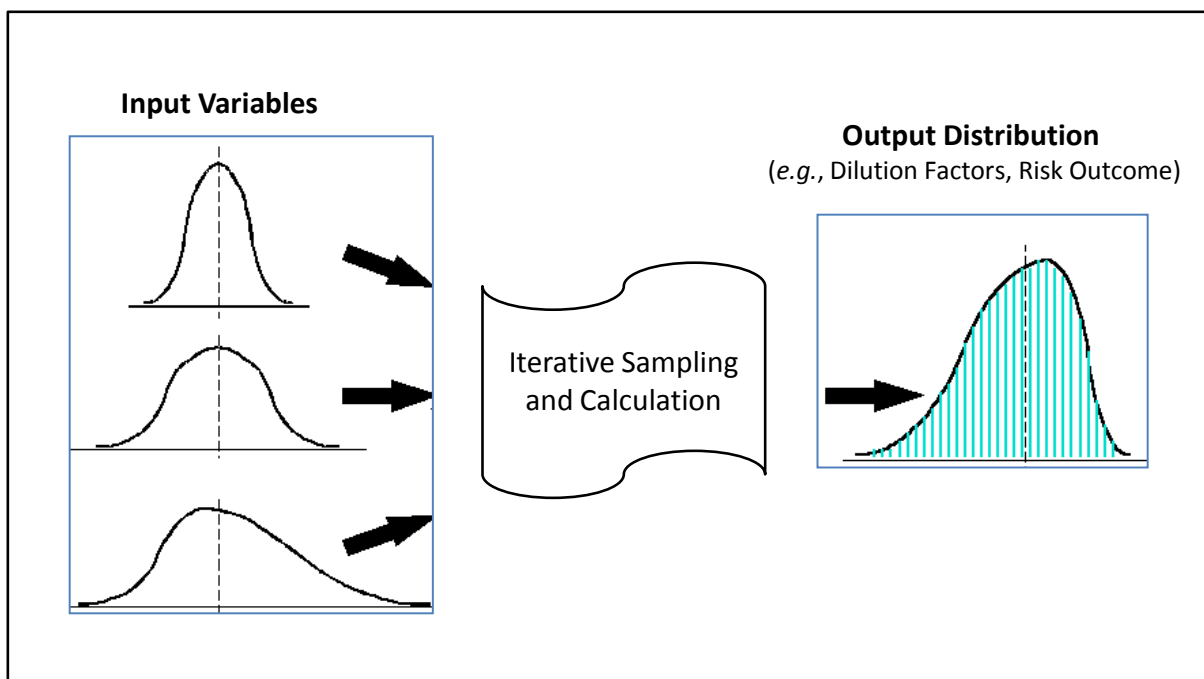 Input Variables
Output Distribution
(e.g., Dilution Factors, Risk Outcome)
Iterative Sampling
and Calculation